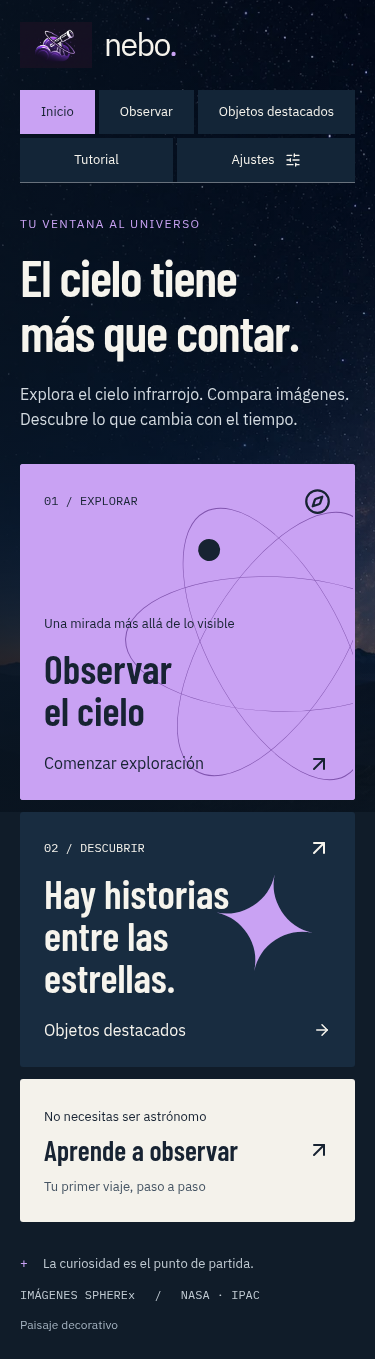 nebo.
Inicio
Observar
Objetos destacados
Tutorial
Ajustes
TU VENTANA AL UNIVERSO
El cielo tiene
más que contar.
Explora el cielo infrarrojo. Compara imágenes.
Descubre lo que cambia con el tiempo.
01 / EXPLORAR
Una mirada más allá de lo visible
Observar
el cielo
Comenzar exploración
02 / DESCUBRIR
Hay historias
entre las
estrellas.
Objetos destacados
No necesitas ser astrónomo
Aprende a observar
Tu primer viaje, paso a paso
+ La curiosidad es el punto de partida.
IMÁGENES SPHEREx / NASA · IPAC
Paisaje decorativo